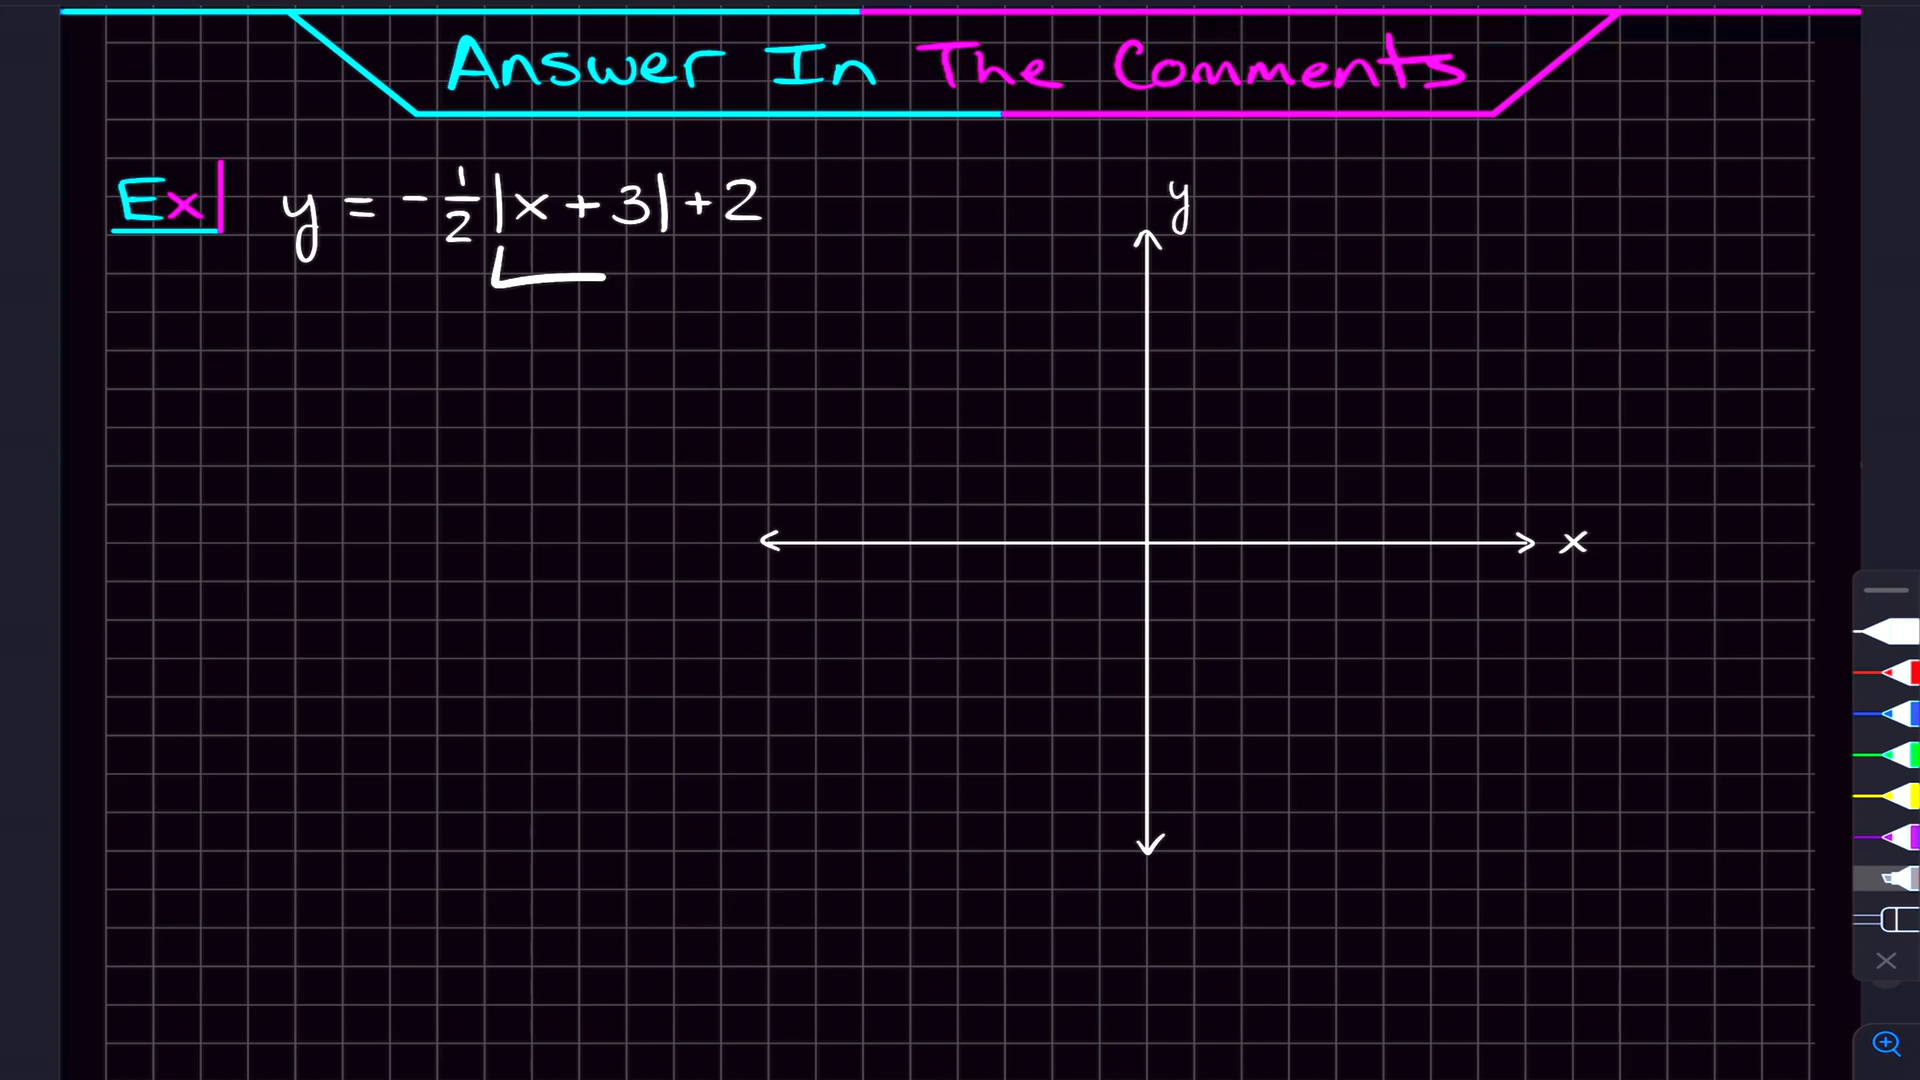 Answer In The Comments
Ex y = -1/2|x + 3| + 2
y
x